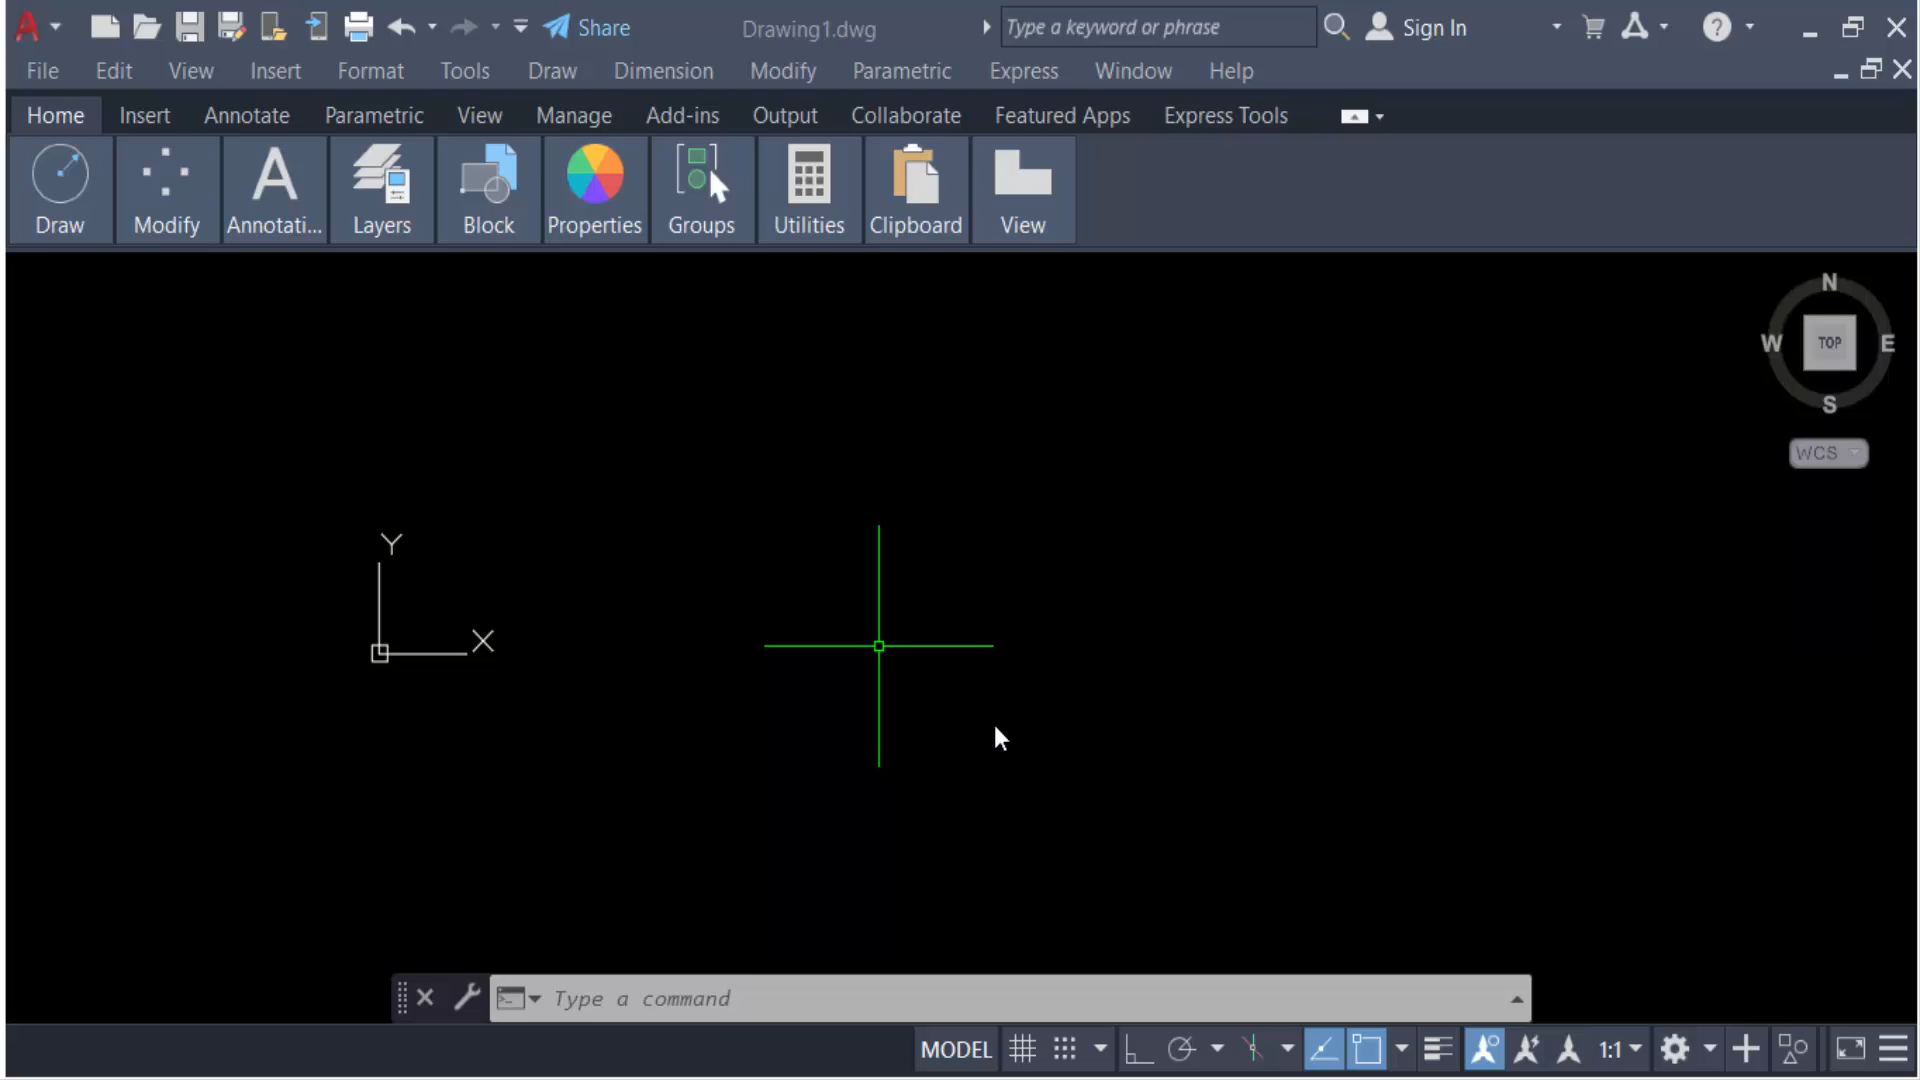 Share
Drawing1.dwg
Type a keyword or phrase
Sign In
File Edit View Insert Format Tools Draw Dimension Modify Parametric Express Window Help
Home Insert Annotate Parametric View Manage Add-ins Output Collaborate Featured Apps Express Tools
Draw Modify Annotati... Layers Block Properties Groups Utilities Clipboard View
N
W TOP E
S
WCS
Y
X
Type a command
MODEL 1:1